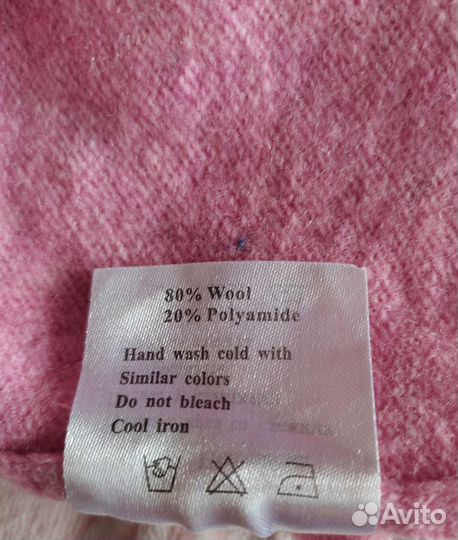 80% Wool
20% Polyamide
Hand wash cold with
Similar colors
Do not bleach
Cool iron
Avito